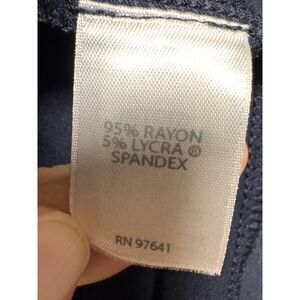 95% RAYON
5% LYCRA ®
SPANDEX
RN 97641